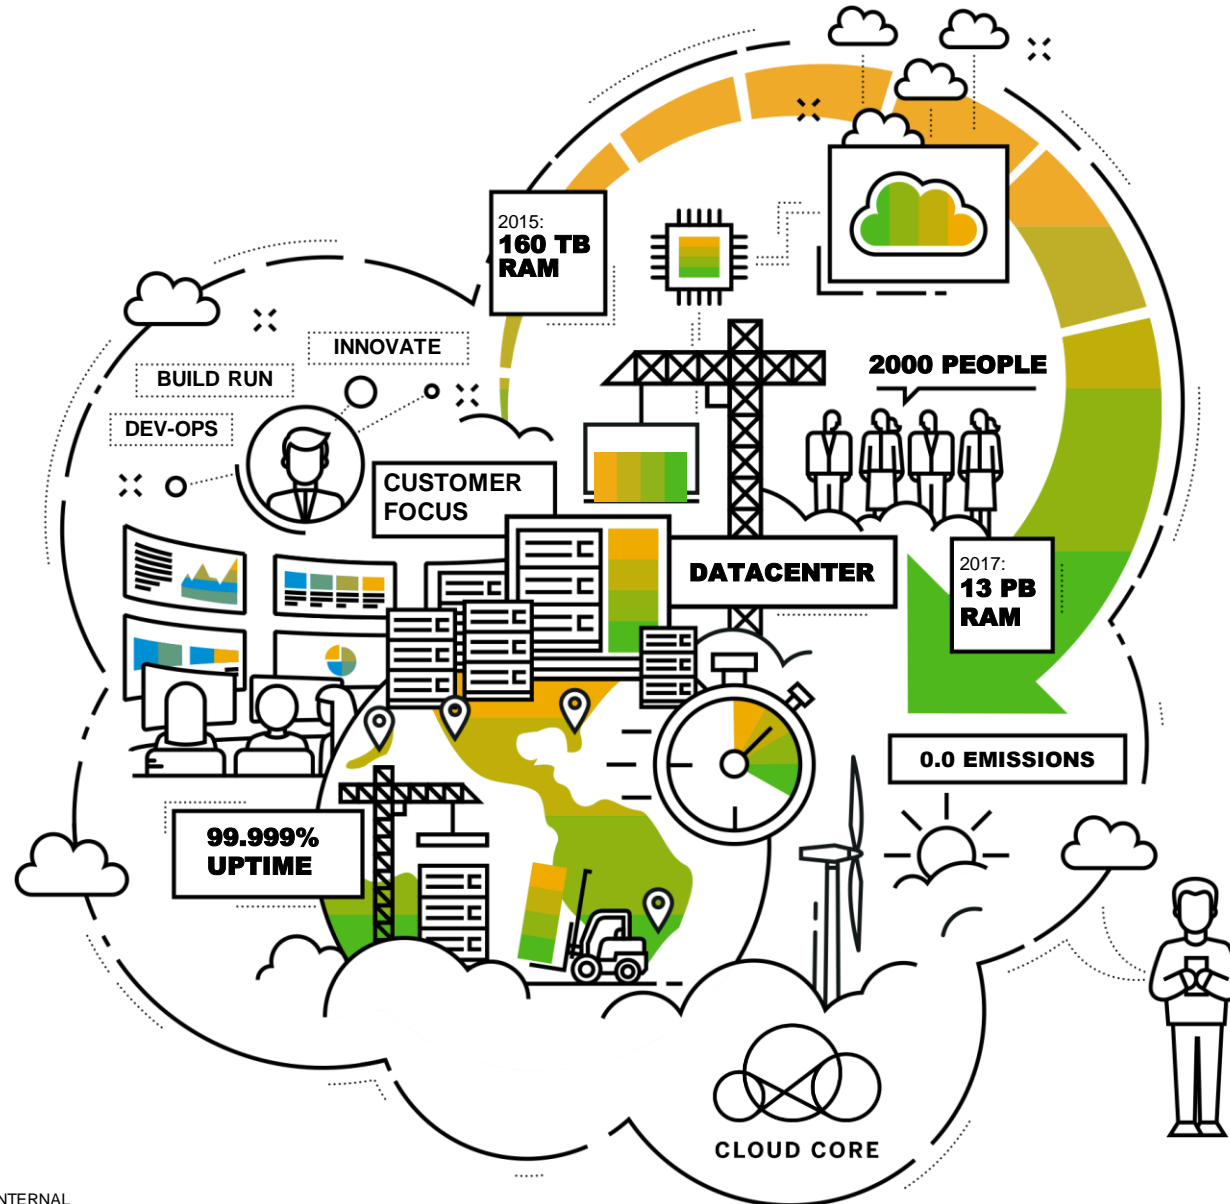 2015:
160 TB
RAM
INNOVATE
BUILD RUN
DEV-OPS
2000 PEOPLE
CUSTOMER
FOCUS
DATACENTER
2017:
13 PB
RAM
0.0 EMISSIONS
99.999%
UPTIME
CLOUD CORE
NTERNAL